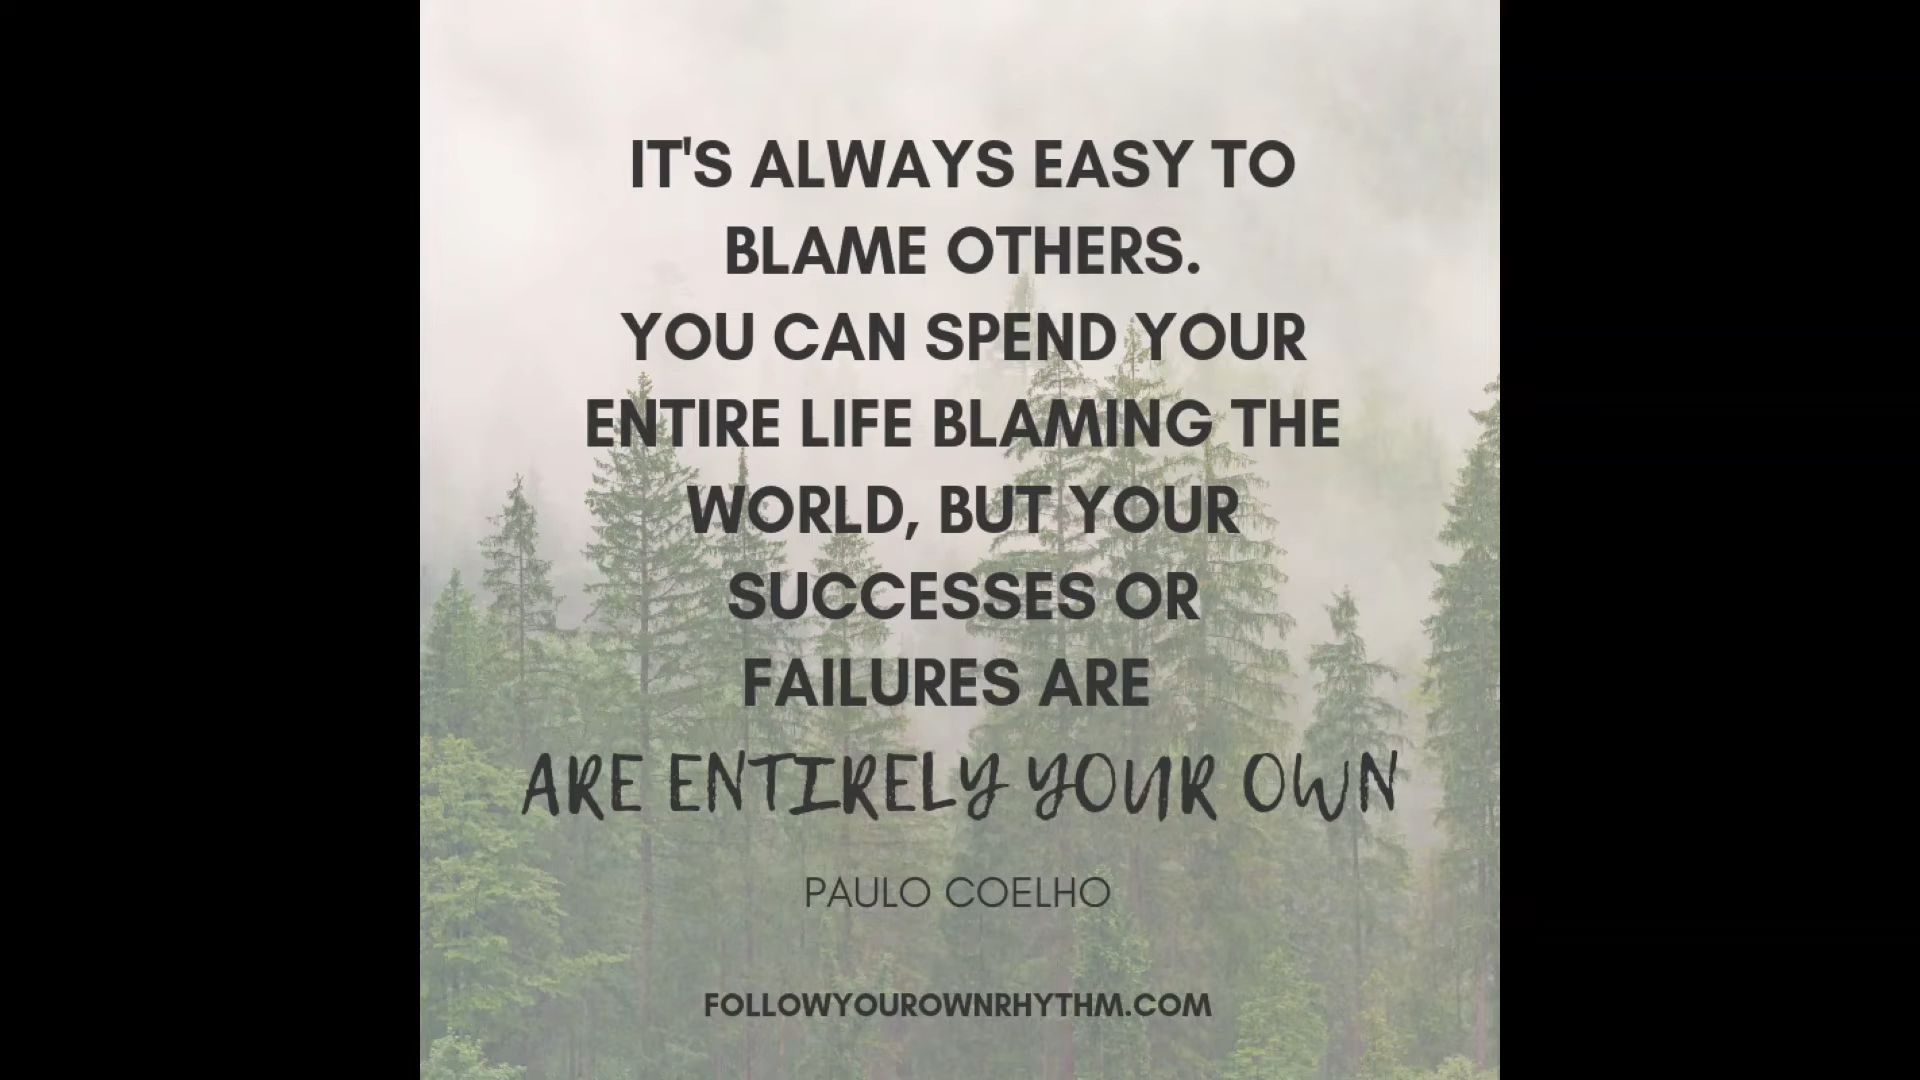 IT'S ALWAYS EASY TO
BLAME OTHERS.
YOU CAN SPEND YOUR
ENTIRE LIFE BLAMING THE
WORLD, BUT YOUR
SUCCESSES OR
FAILURES ARE
ARE ENTIRELY YOUR OWN
PAULO COELHO
FOLLOWYOUROWNRHYTHM.COM